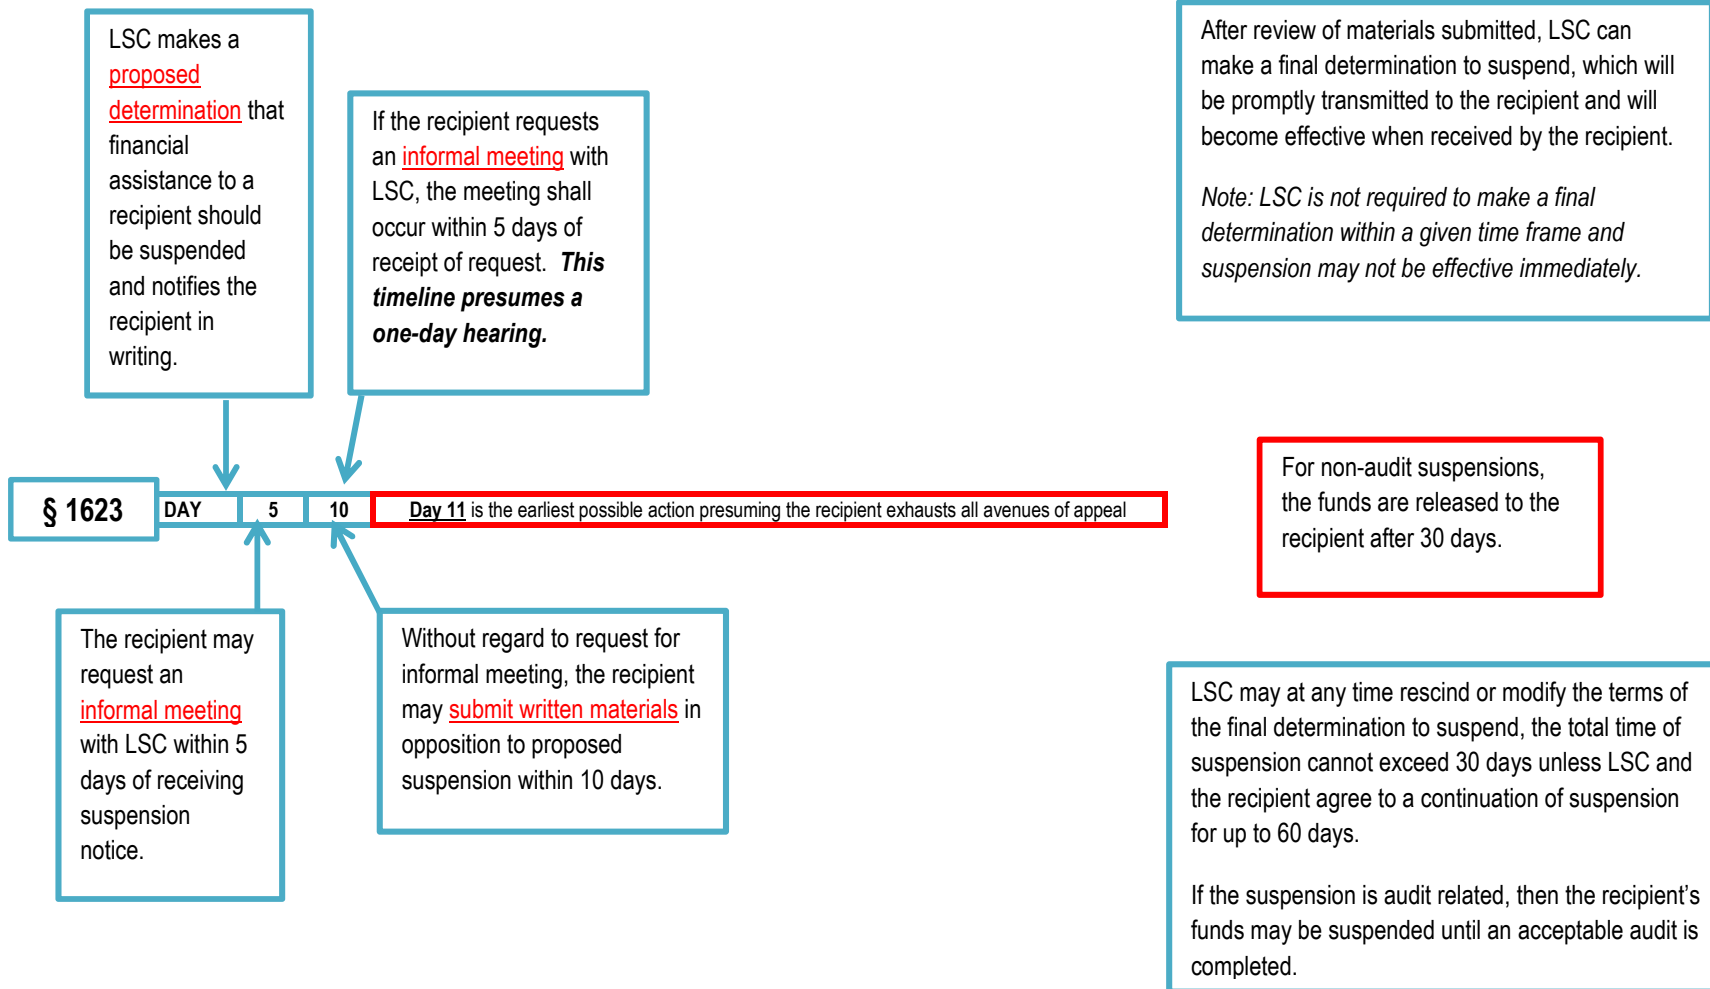 LSC makes a
proposed
determination that
financial
assistance to a
recipient should
be suspended
and notifies the
recipient in
writing.
If the recipient requests
an informal meeting with
LSC, the meeting shall
occur within 5 days of
receipt of request. This
timeline presumes a
one-day hearing.
After review of materials submitted, LSC can
make a final determination to suspend, which will
be promptly transmitted to the recipient and will
become effective when received by the recipient.
Note: LSC is not required to make a final
determination within a given time frame and
suspension may not be effective immediately.
§ 1623
DAY 5 10 Day 11 is the earliest possible action presuming the recipient exhausts all avenues of appeal
For non-audit suspensions,
the funds are released to the
recipient after 30 days.
The recipient may
request an
informal meeting
with LSC within 5
days of receiving
suspension
notice.
Without regard to request for
informal meeting, the recipient
may submit written materials in
opposition to proposed
suspension within 10 days.
LSC may at any time rescind or modify the terms of
the final determination to suspend, the total time of
suspension cannot exceed 30 days unless LSC and
the recipient agree to a continuation of suspension
for up to 60 days.
If the suspension is audit related, then the recipient’s
funds may be suspended until an acceptable audit is
completed.